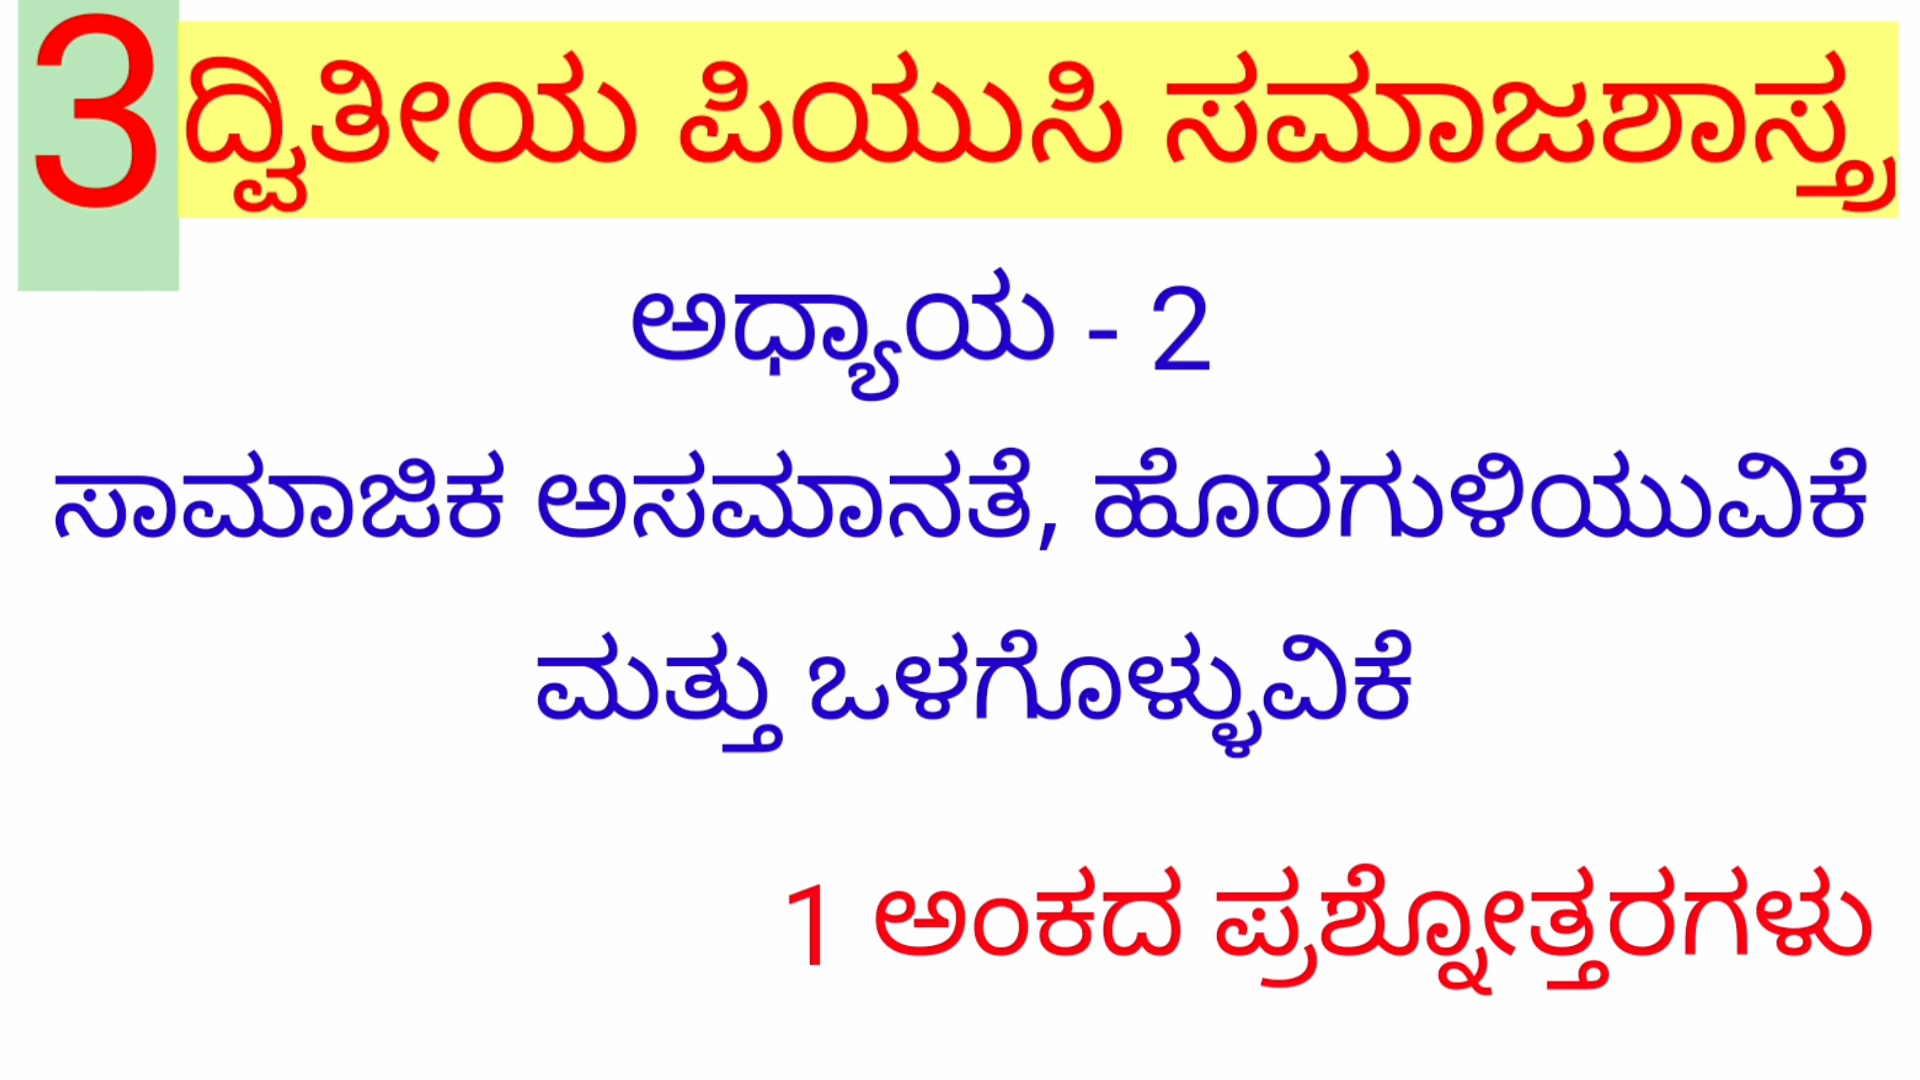 3 ದ್ವಿತೀಯ ಪಿಯುಸಿ ಸಮಾಜಶಾಸ್ತ್ರ
ಅಧ್ಯಾಯ - 2
ಸಾಮಾಜಿಕ ಅಸಮಾನತೆ, ಹೊರಗುಳಿಯುವಿಕೆ
ಮತ್ತು ಒಳಗೊಳ್ಳುವಿಕೆ
1 ಅಂಕದ ಪ್ರಶ್ನೋತ್ತರಗಳು